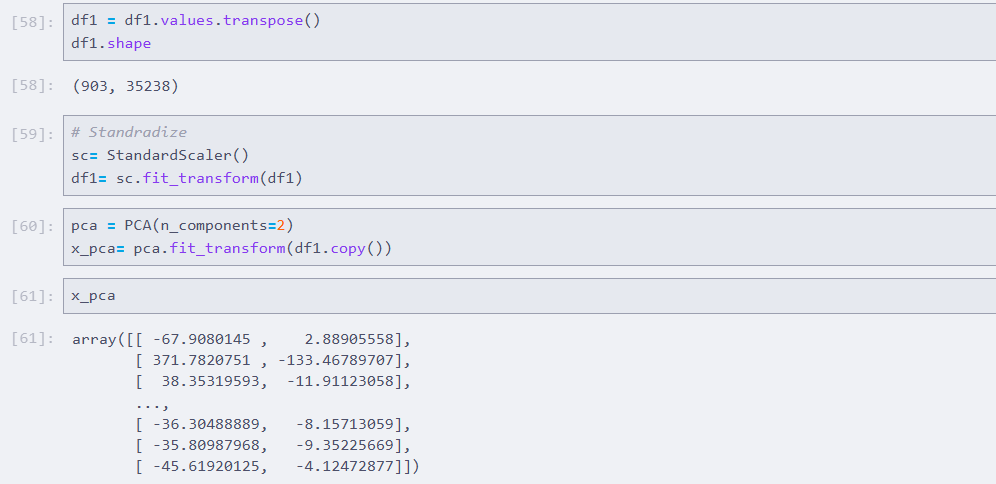 [58]: df1 = df1.values.transpose()
df1.shape
[58]: (903, 35238)
[59]: # Standradize
sc= StandardScaler()
df1= sc.fit_transform(df1)
[60]: pca = PCA(n_components=2)
x_pca= pca.fit_transform(df1.copy())
[61]: x_pca
[61]: array([[ -67.9080145 ,    2.88905558],
[ 371.7820751 , -133.46789707],
[  38.35319593,  -11.91123058],
...,
[ -36.30488889,   -8.15713059],
[ -35.80987968,   -9.35225669],
[ -45.61920125,   -4.12472877]])